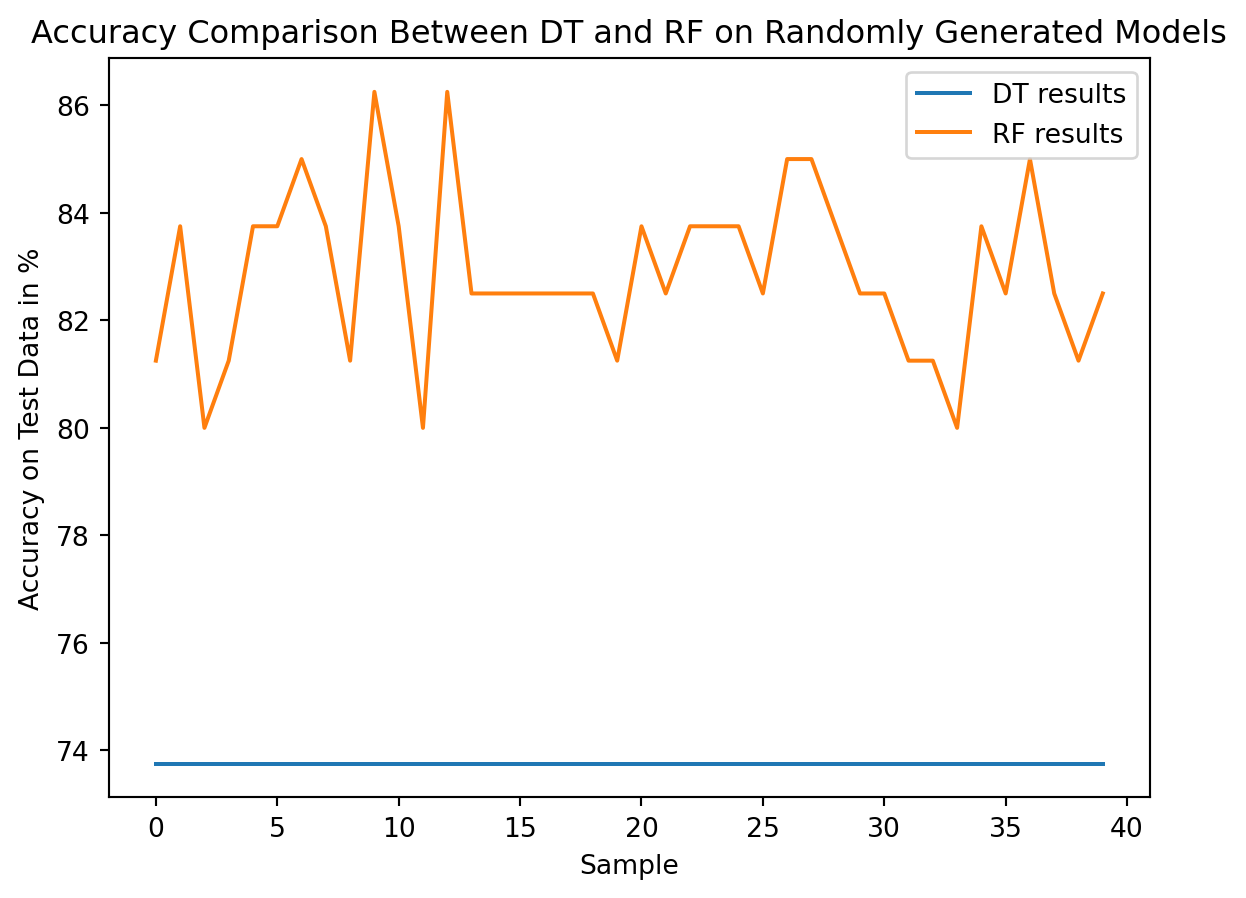 Accuracy Comparison Between DT and RF on Randomly Generated Models
DT results
RF results
Accuracy on Test Data in %
86
84
82
80
78
76
74
0 5 10 15 20 25 30 35 40
Sample